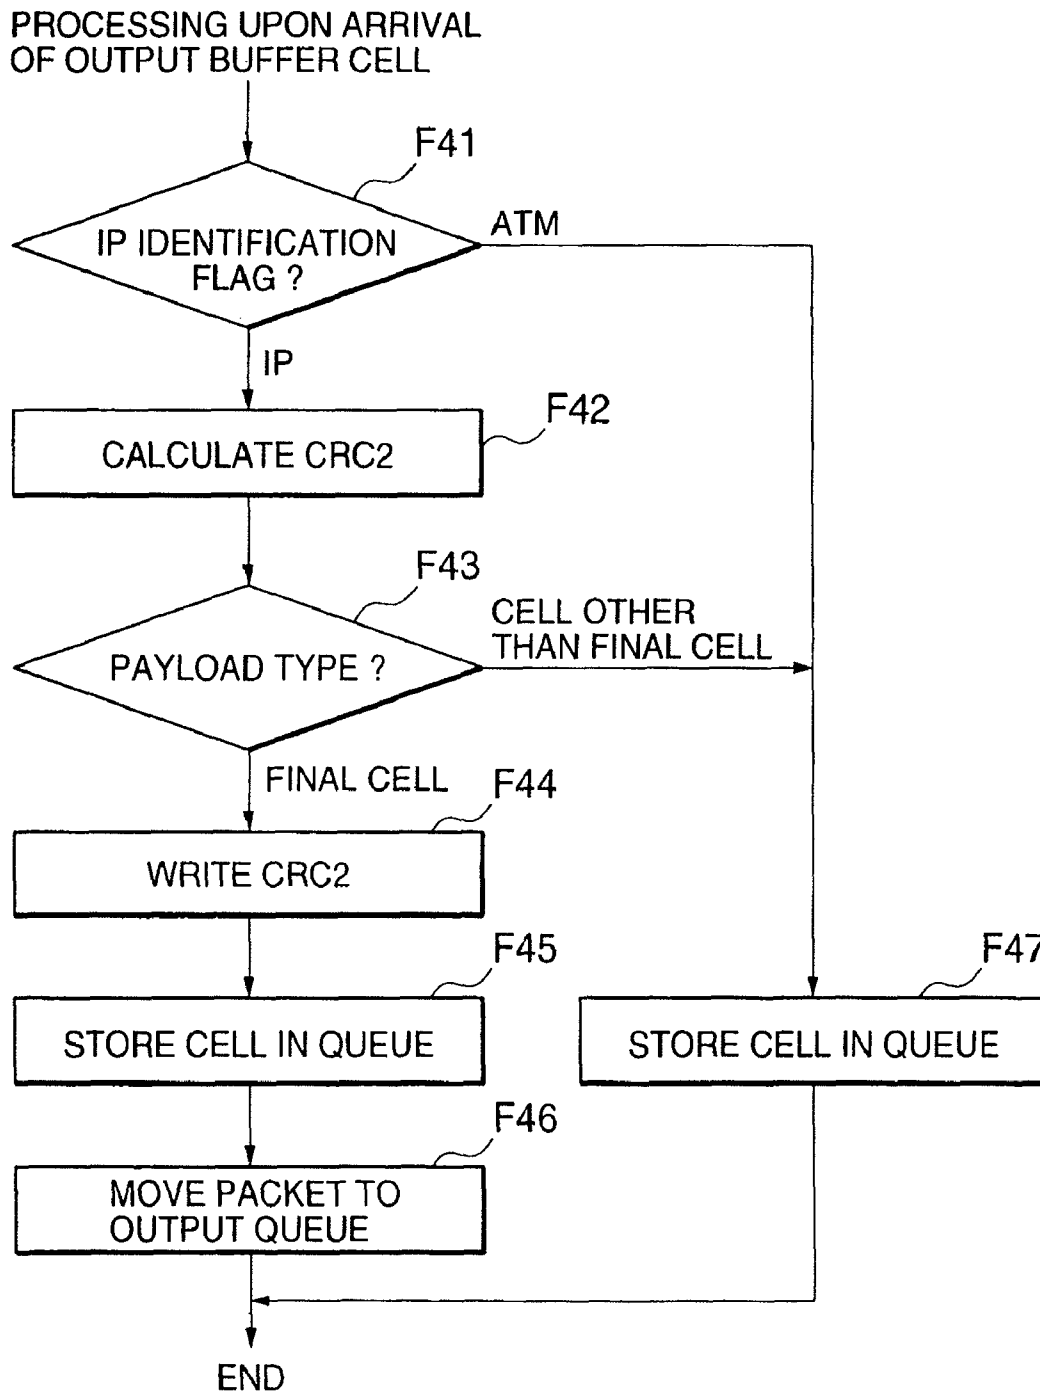 PROCESSING UPON ARRIVAL
OF OUTPUT BUFFER CELL
F41
IP IDENTIFICATION
FLAG ?
ATM
IP
F42
CALCULATE CRC2
F43
PAYLOAD TYPE ?
CELL OTHER
THAN FINAL CELL
FINAL CELL
F44
WRITE CRC2
F45
STORE CELL IN QUEUE
F47
STORE CELL IN QUEUE
F46
MOVE PACKET TO
OUTPUT QUEUE
END